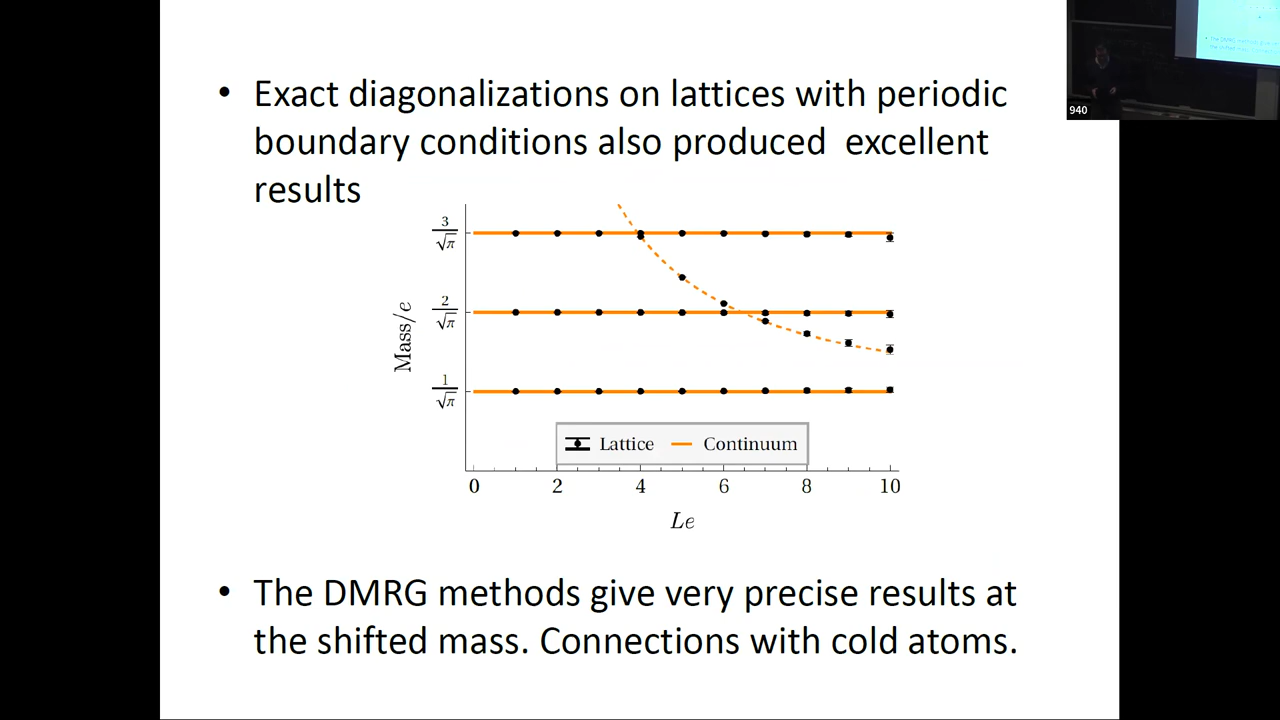 • Exact diagonalizations on lattices with periodic
boundary conditions also produced excellent
results
940
3/√π
2/√π
1/√π
Mass/e
Lattice
Continuum
0 2 4 6 8 10
Le
• The DMRG methods give very precise results at
the shifted mass. Connections with cold atoms.